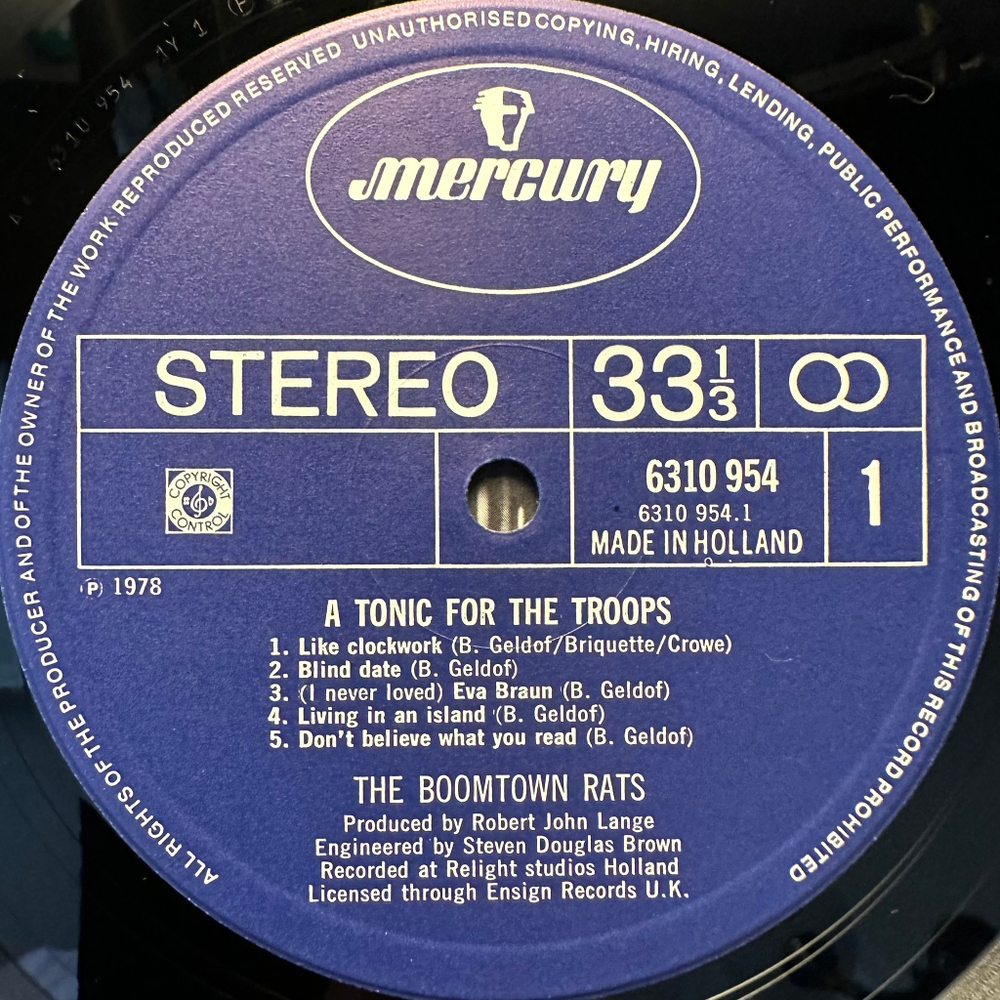 ALL RIGHTS OF THE PRODUCER AND OF THE OWNER OF THE WORK REPRODUCED RESERVED UNAUTHORISED COPYING, HIRING, LENDING, PUBLIC PERFORMANCE AND BROADCASTING OF THIS RECORD PROHIBITED
mercury
STEREO
33 1/3
COPYRIGHT
CONTROL
6310 954
6310 954.1
MADE IN HOLLAND
1
(P) 1978
A TONIC FOR THE TROOPS
1. Like clockwork (B. Geldof/Briquette/Crowe)
2. Blind date (B. Geldof)
3. (I never loved) Eva Braun (B. Geldof)
4. Living in an island (B. Geldof)
5. Don't believe what you read (B. Geldof)
THE BOOMTOWN RATS
Produced by Robert John Lange
Engineered by Steven Douglas Brown
Recorded at Relight studios Holland
Licensed through Ensign Records U.K.